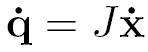 q̇ = Jẋ